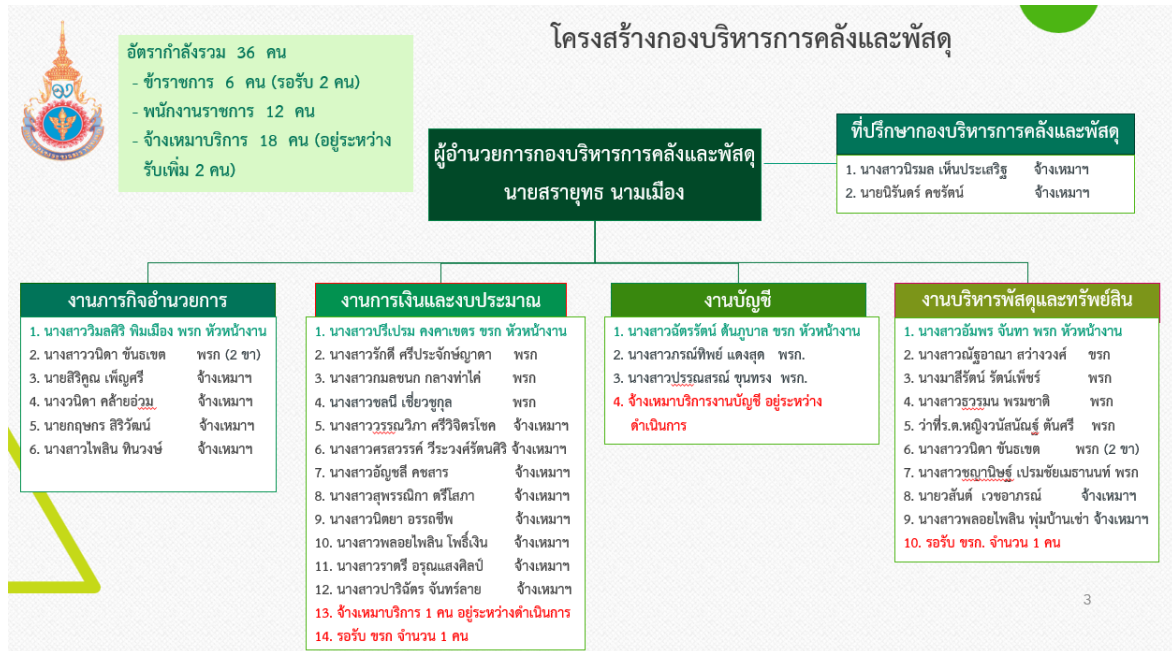 โครงสร้างกองบริหารการคลังและพัสดุ
อัตรากำลังรวม 36 คน
- ข้าราชการ 6 คน (รอรับ 2 คน)
- พนักงานราชการ 12 คน
- จ้างเหมาบริการ 18 คน (อยู่ระหว่าง
รับเพิ่ม 2 คน)
ผู้อำนวยการกองบริหารการคลังและพัสดุ
นายสรายุทธ นามเมือง
ที่ปรึกษากองบริหารการคลังและพัสดุ
1. นางสาวนิรมล เห็นประเสริฐ จ้างเหมาฯ
2. นายนิรันดร์ คชรัตน์ จ้างเหมาฯ
งานภารกิจอำนวยการ
1. นางสาววิมลศิริ พิมเมือง พรก หัวหน้างาน
2. นางสาววนิดา ขันธเขต พรก (2 ขา)
3. นายสิริคูณ เพ็ญศรี จ้างเหมาฯ
4. นางวนิดา คล้ายอ่วม จ้างเหมาฯ
5. นายกฤษกร สิริวัฒน์ จ้างเหมาฯ
6. นางสาวไพลิน ทินวงษ์ จ้างเหมาฯ
งานการเงินและงบประมาณ
1. นางสาวปรีเปรม คงคาเขตร ขรก หัวหน้างาน
2. นางสาวรักดี ศรีประจักษ์ญาดา พรก
3. นางสาวกมลชนก กลางท่าไค่ พรก
4. นางสาวชลนี เชี่ยวชูกุล พรก
5. นางสาววรรณวิภา ศรีวิจิตรโชค จ้างเหมาฯ
6. นางสาวศรสวรรค์ วีระวงศ์รัตนศิริ จ้างเหมาฯ
7. นางสาวอัญชลี คชสาร จ้างเหมาฯ
8. นางสาวสุพรรณิกา ตรีโสภา จ้างเหมาฯ
9. นางสาวนิตยา อรรถชีพ จ้างเหมาฯ
10. นางสาวพลอยไพลิน โพธิ์เงิน จ้างเหมาฯ
11. นางสาวราตรี อรุณแสงศิลป์ จ้างเหมาฯ
12. นางสาวปาริฉัตร จันทร์ลาย จ้างเหมาฯ
13. จ้างเหมาบริการ 1 คน อยู่ระหว่างดำเนินการ
14. รอรับ ขรก จำนวน 1 คน
งานบัญชี
1. นางสาวฉัตรรัตน์ ต้นภูบาล ขรก หัวหน้างาน
2. นางสาวภรณ์ทิพย์ แดงสุด พรก.
3. นางสาวปรรณสรณ์ ขุนทรง พรก.
4. จ้างเหมาบริการงานบัญชี อยู่ระหว่าง
ดำเนินการ
งานบริหารพัสดุและทรัพย์สิน
1. นางสาวอัมพร จันทา พรก หัวหน้างาน
2. นางสาวณัฐอาณา สว่างวงศ์ ขรก
3. นางมาลีรัตน์ รัตน์เพ็ชร์ พรก
4. นางสาวธวรมน พรมชาติ พรก
5. ว่าที่ร.ต.หญิงวนัสนัณฐ์ ตันศรี พรก
6. นางสาววนิดา ขันธเขต พรก (2 ขา)
7. นางสาวชญานิษฐ์ เปรมชัยเมธานนท์ พรก
8. นายวสันต์ เวชอาภรณ์ จ้างเหมาฯ
9. นางสาวพลอยไพลิน พุ่มบ้านเช่า จ้างเหมาฯ
10. รอรับ ขรก. จำนวน 1 คน
3